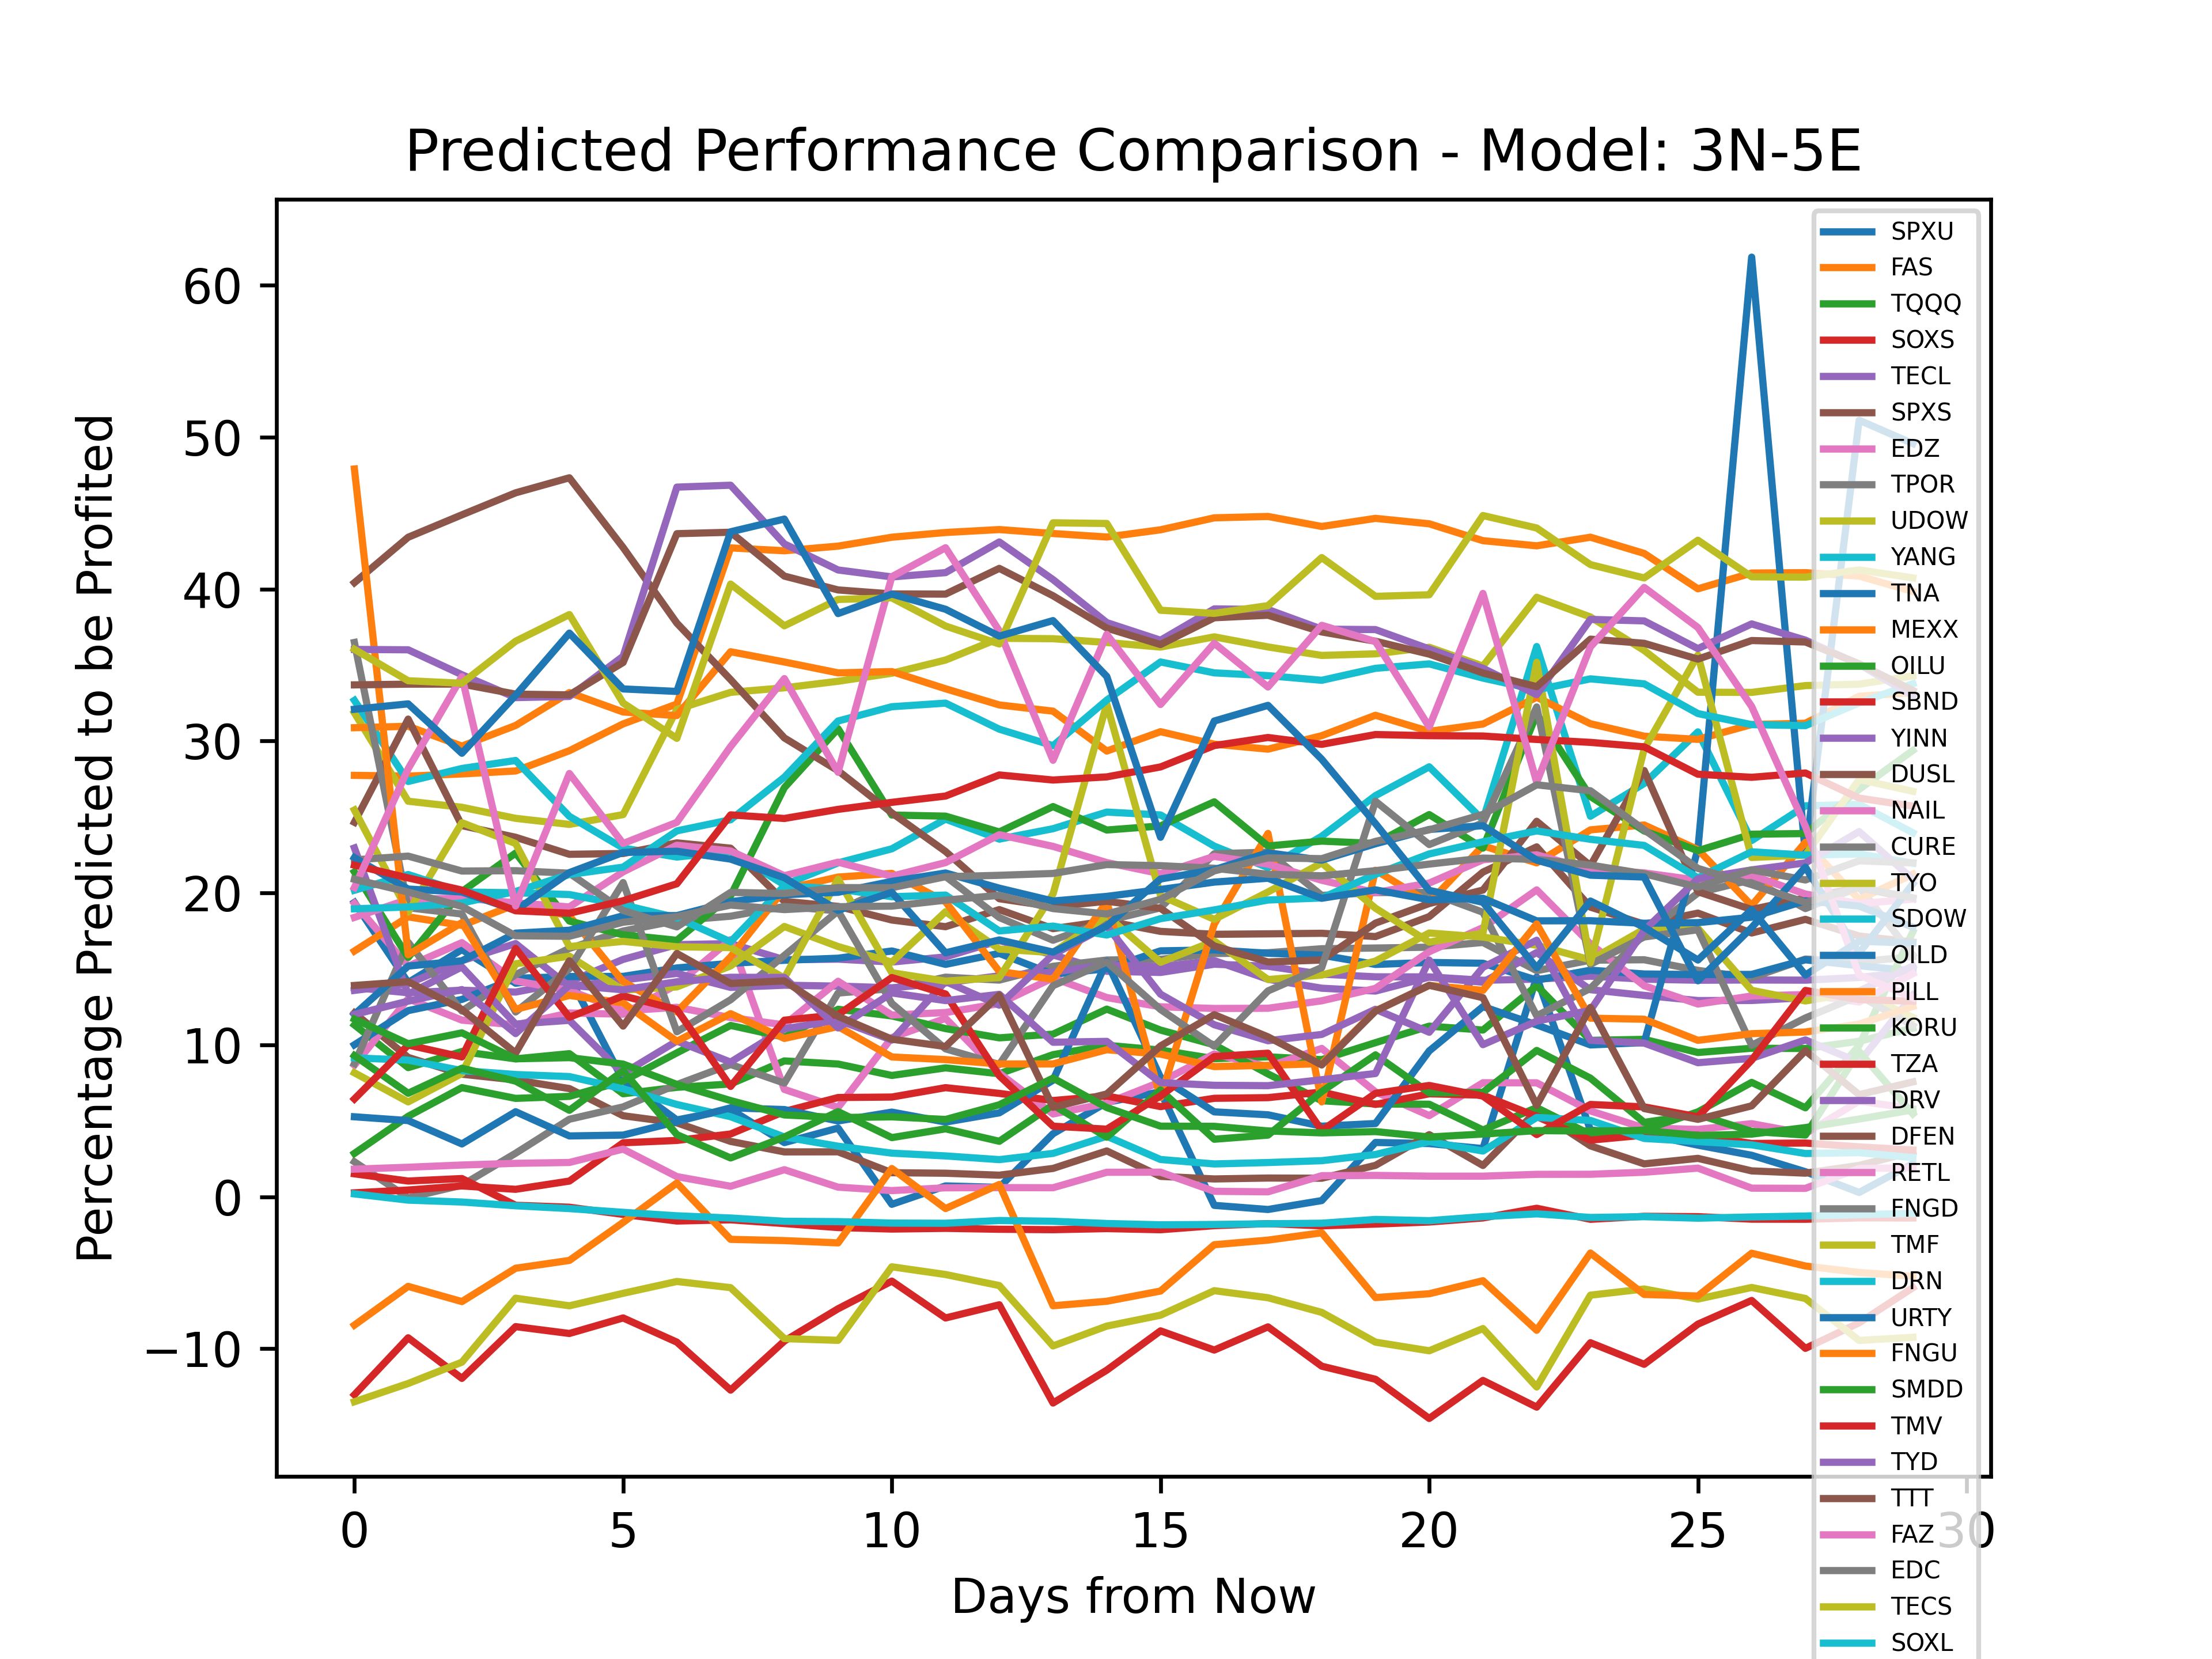 Predicted Performance Comparison - Model: 3N-5E
Percentage Predicted to be Profited
60
50
40
30
20
10
0
−10
0
5
10
15
20
25
30
Days from Now
SPXU
FAS
TQQQ
SOXS
TECL
SPXS
EDZ
TPOR
UDOW
YANG
TNA
MEXX
OILU
SBND
YINN
DUSL
NAIL
CURE
TYO
SDOW
OILD
PILL
KORU
TZA
DRV
DFEN
RETL
FNGD
TMF
DRN
URTY
FNGU
SMDD
TMV
TYD
TTT
FAZ
EDC
TECS
SOXL